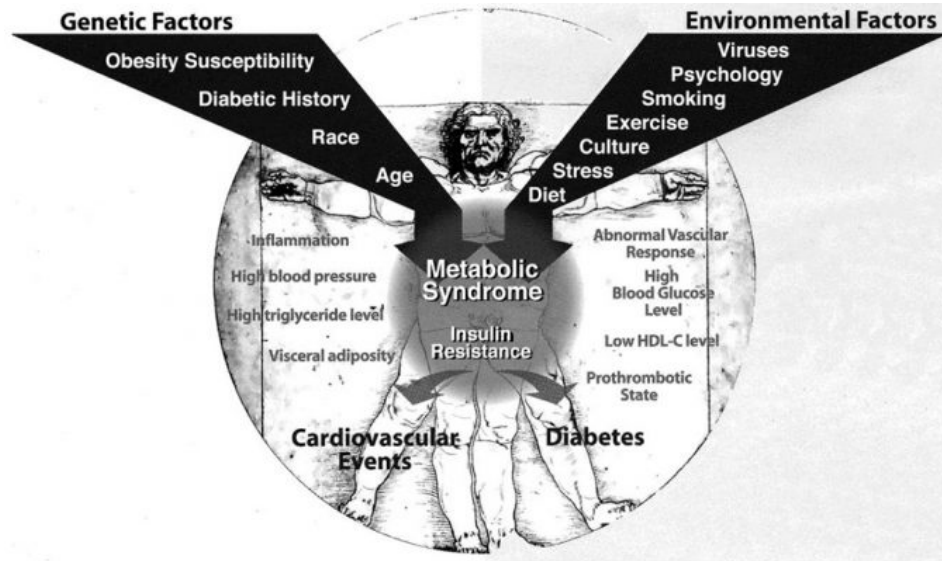 Genetic Factors
Obesity Susceptibility
Diabetic History
Race
Age
Environmental Factors
Viruses
Psychology
Smoking
Exercise
Culture
Stress
Diet
Inflammation
High blood pressure
High triglyceride level
Visceral adiposity
Metabolic
Syndrome
Insulin
Resistance
Abnormal Vascular
Response
High
Blood Glucose
Level
Low HDL-C level
Prothrombotic
State
Cardiovascular
Events
Diabetes